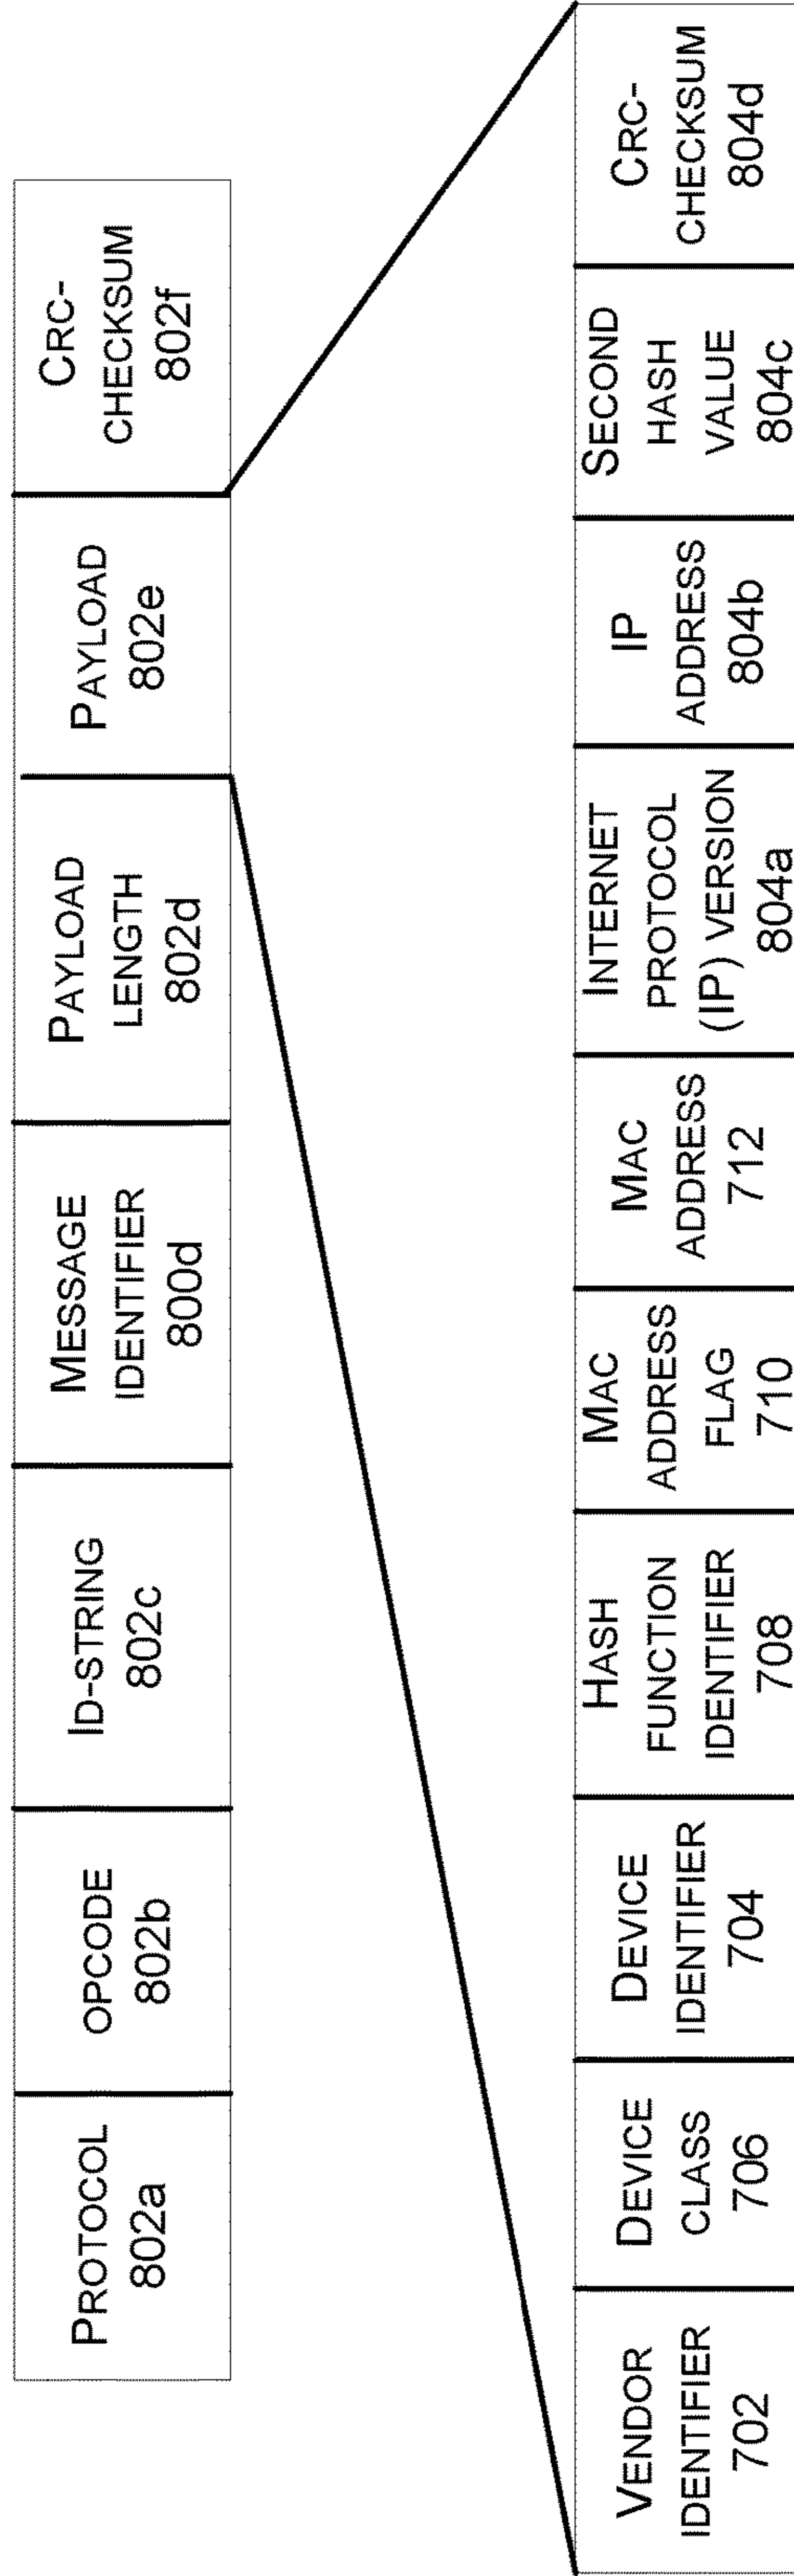 PROTOCOL
802a
OPCODE
802b
ID-STRING
802c
MESSAGE
IDENTIFIER
800d
PAYLOAD
LENGTH
802d
PAYLOAD
802e
CRC-
CHECKSUM
802f
VENDOR
IDENTIFIER
702
DEVICE
CLASS
706
DEVICE
IDENTIFIER
704
HASH
FUNCTION
IDENTIFIER
708
MAC
ADDRESS
FLAG
710
MAC
ADDRESS
712
INTERNET
PROTOCOL
(IP) VERSION
804a
IP
ADDRESS
804b
SECOND
HASH
VALUE
804c
CRC-
CHECKSUM
804d